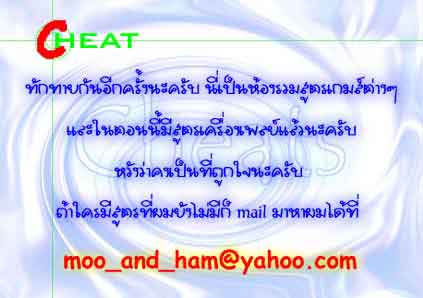 CHEAT
ทักทายกันอีกครั้งนะครับ นี่เป็นห้องรวมสูตรเกมส์ต่างๆ
และในตอนนี้มีสูตรเครื่อนพลย์แล้วนะครับ
หวังว่าคนเป็นที่ถูกใจนะครับ
ถ้าใครมีสูตรที่ผมยังไม่มีก็ mail มาหาผมได้ที่
moo_and_ham@yahoo.com
Cheats